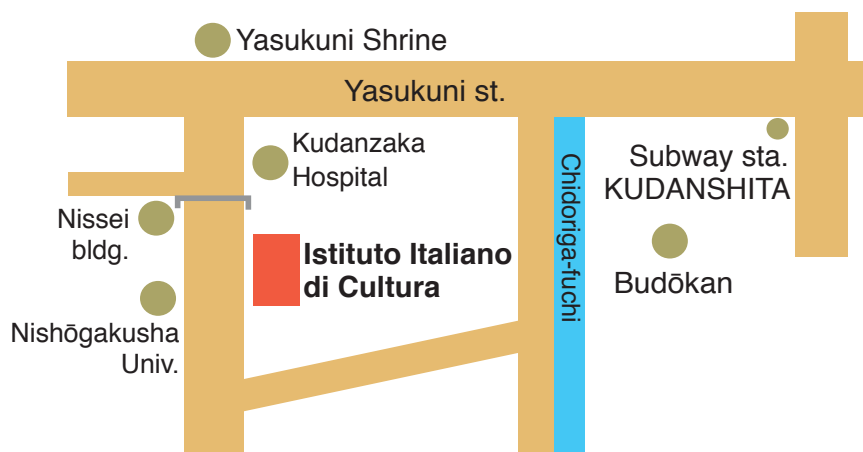 Yasukuni Shrine
Yasukuni st.
Kudanzaka
Hospital
Subway sta.
KUDANSHITA
Chidoriga-fuchi
Nissei
bldg.
Istituto Italiano
di Cultura
Budōkan
Nishōgakusha
Univ.